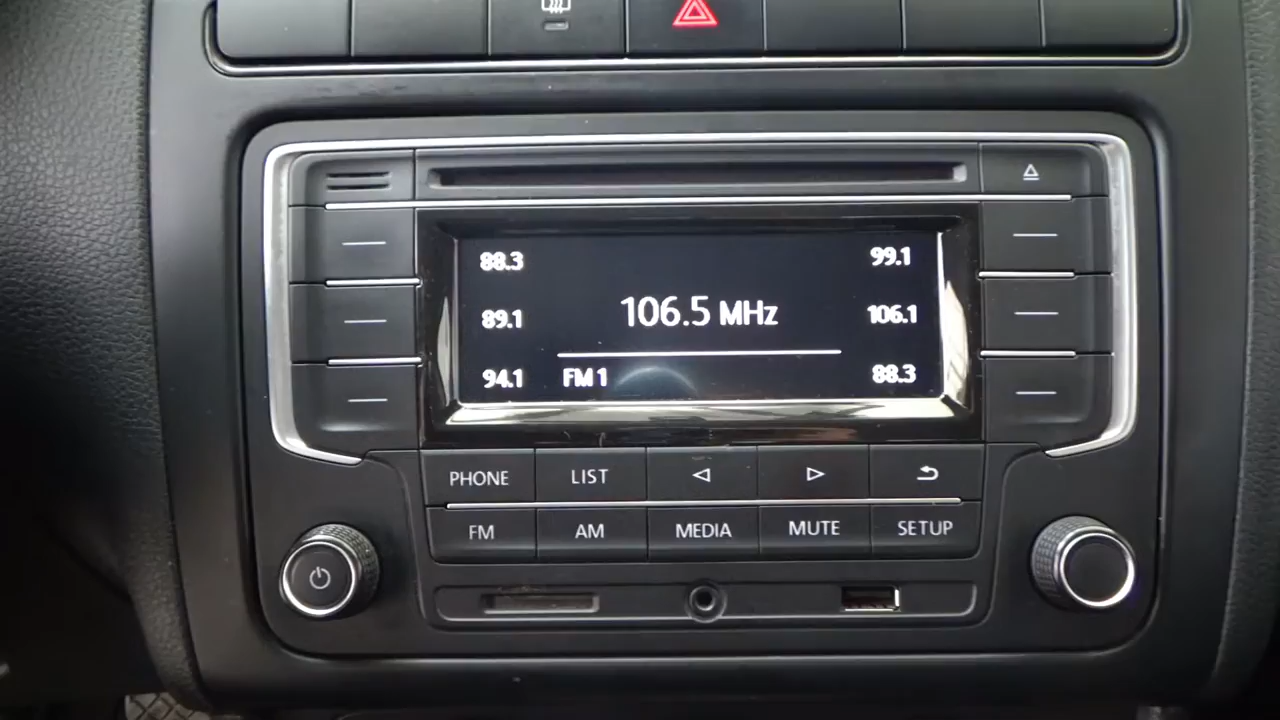 88.3
99.1
89.1
106.5 MHz
106.1
94.1
FM 1
88.3
PHONE
LIST
FM
AM
MEDIA
MUTE
SETUP